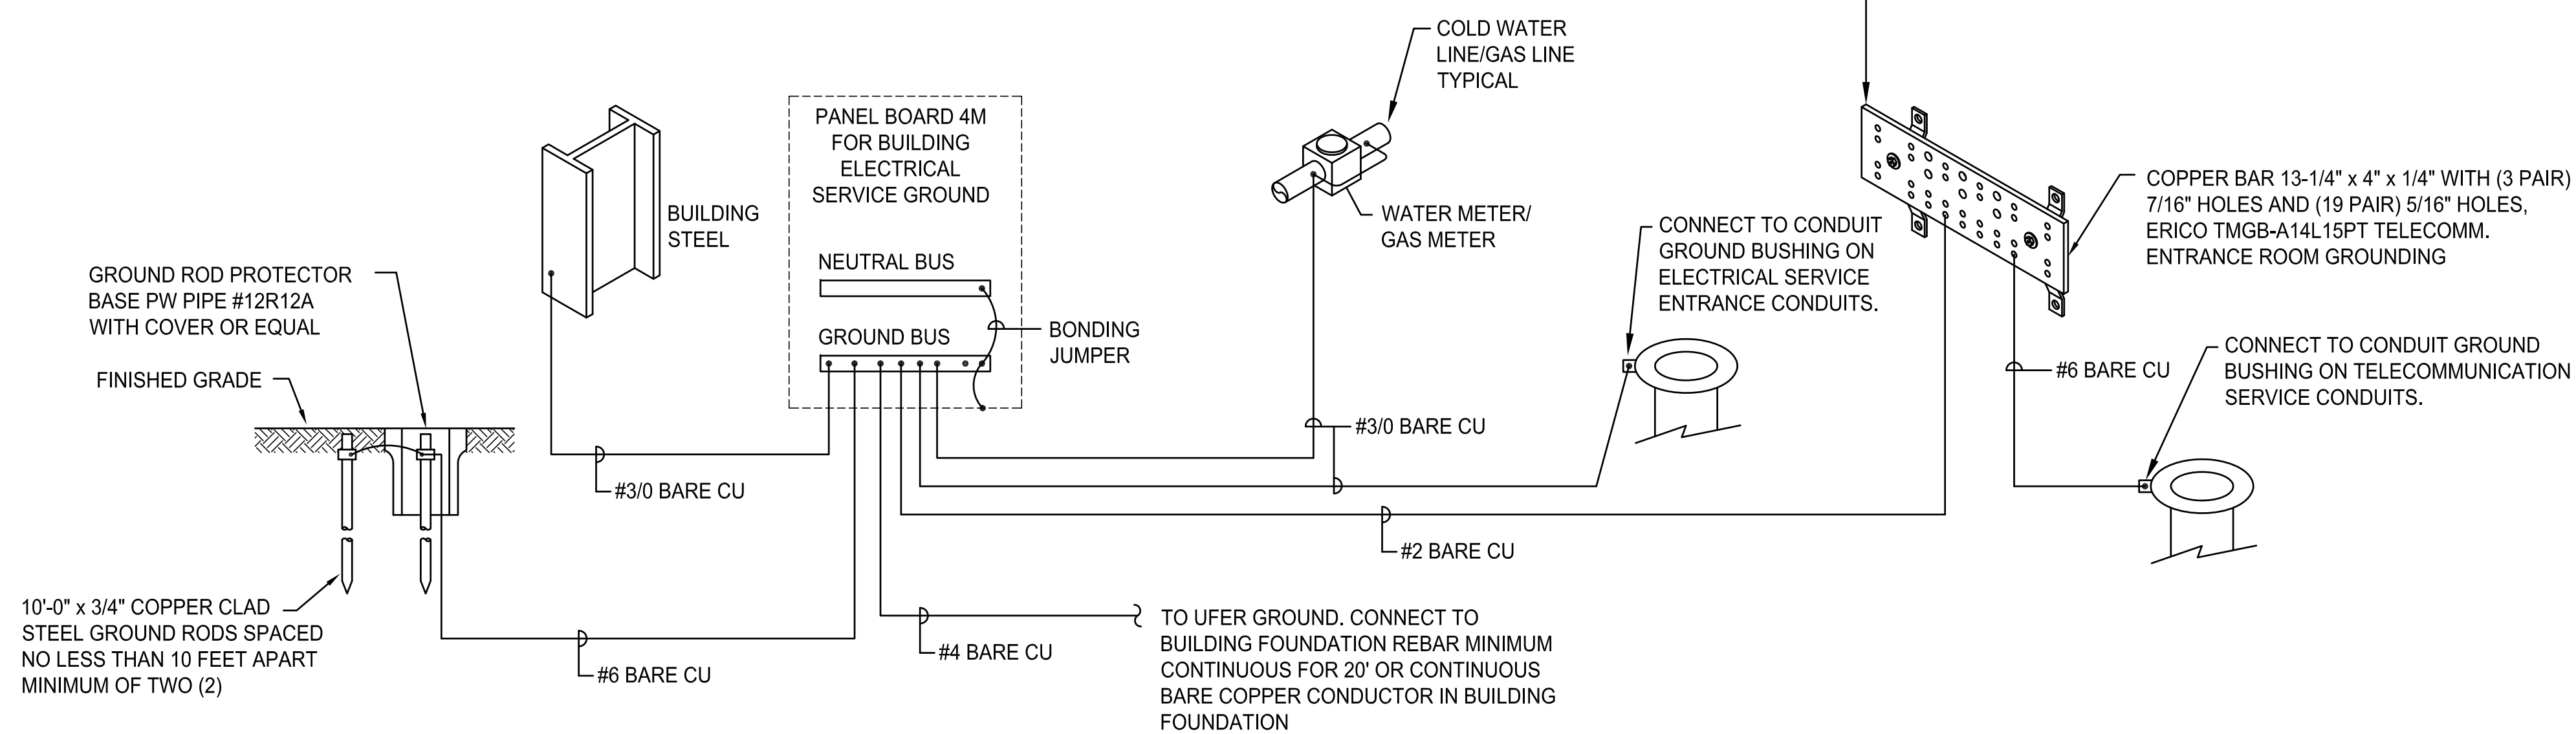 COLD WATER
LINE/GAS LINE
TYPICAL
PANEL BOARD 4M
FOR BUILDING
ELECTRICAL
SERVICE GROUND
BUILDING
STEEL
WATER METER/
GAS METER
COPPER BAR 13-1/4" x 4" x 1/4" WITH (3 PAIR)
7/16" HOLES AND (19 PAIR) 5/16" HOLES,
ERICO TMGB-A14L15PT TELECOMM.
ENTRANCE ROOM GROUNDING
CONNECT TO CONDUIT
GROUND BUSHING ON
ELECTRICAL SERVICE
ENTRANCE CONDUITS.
NEUTRAL BUS
GROUND BUS
BONDING
JUMPER
GROUND ROD PROTECTOR
BASE PW PIPE #12R12A
WITH COVER OR EQUAL
FINISHED GRADE
CONNECT TO CONDUIT GROUND
BUSHING ON TELECOMMUNICATION
SERVICE CONDUITS.
#6 BARE CU
#3/0 BARE CU
#3/0 BARE CU
#2 BARE CU
10'-0" x 3/4" COPPER CLAD
STEEL GROUND RODS SPACED
NO LESS THAN 10 FEET APART
MINIMUM OF TWO (2)
#6 BARE CU
#4 BARE CU
TO UFER GROUND. CONNECT TO
BUILDING FOUNDATION REBAR MINIMUM
CONTINUOUS FOR 20' OR CONTINUOUS
BARE COPPER CONDUCTOR IN BUILDING
FOUNDATION